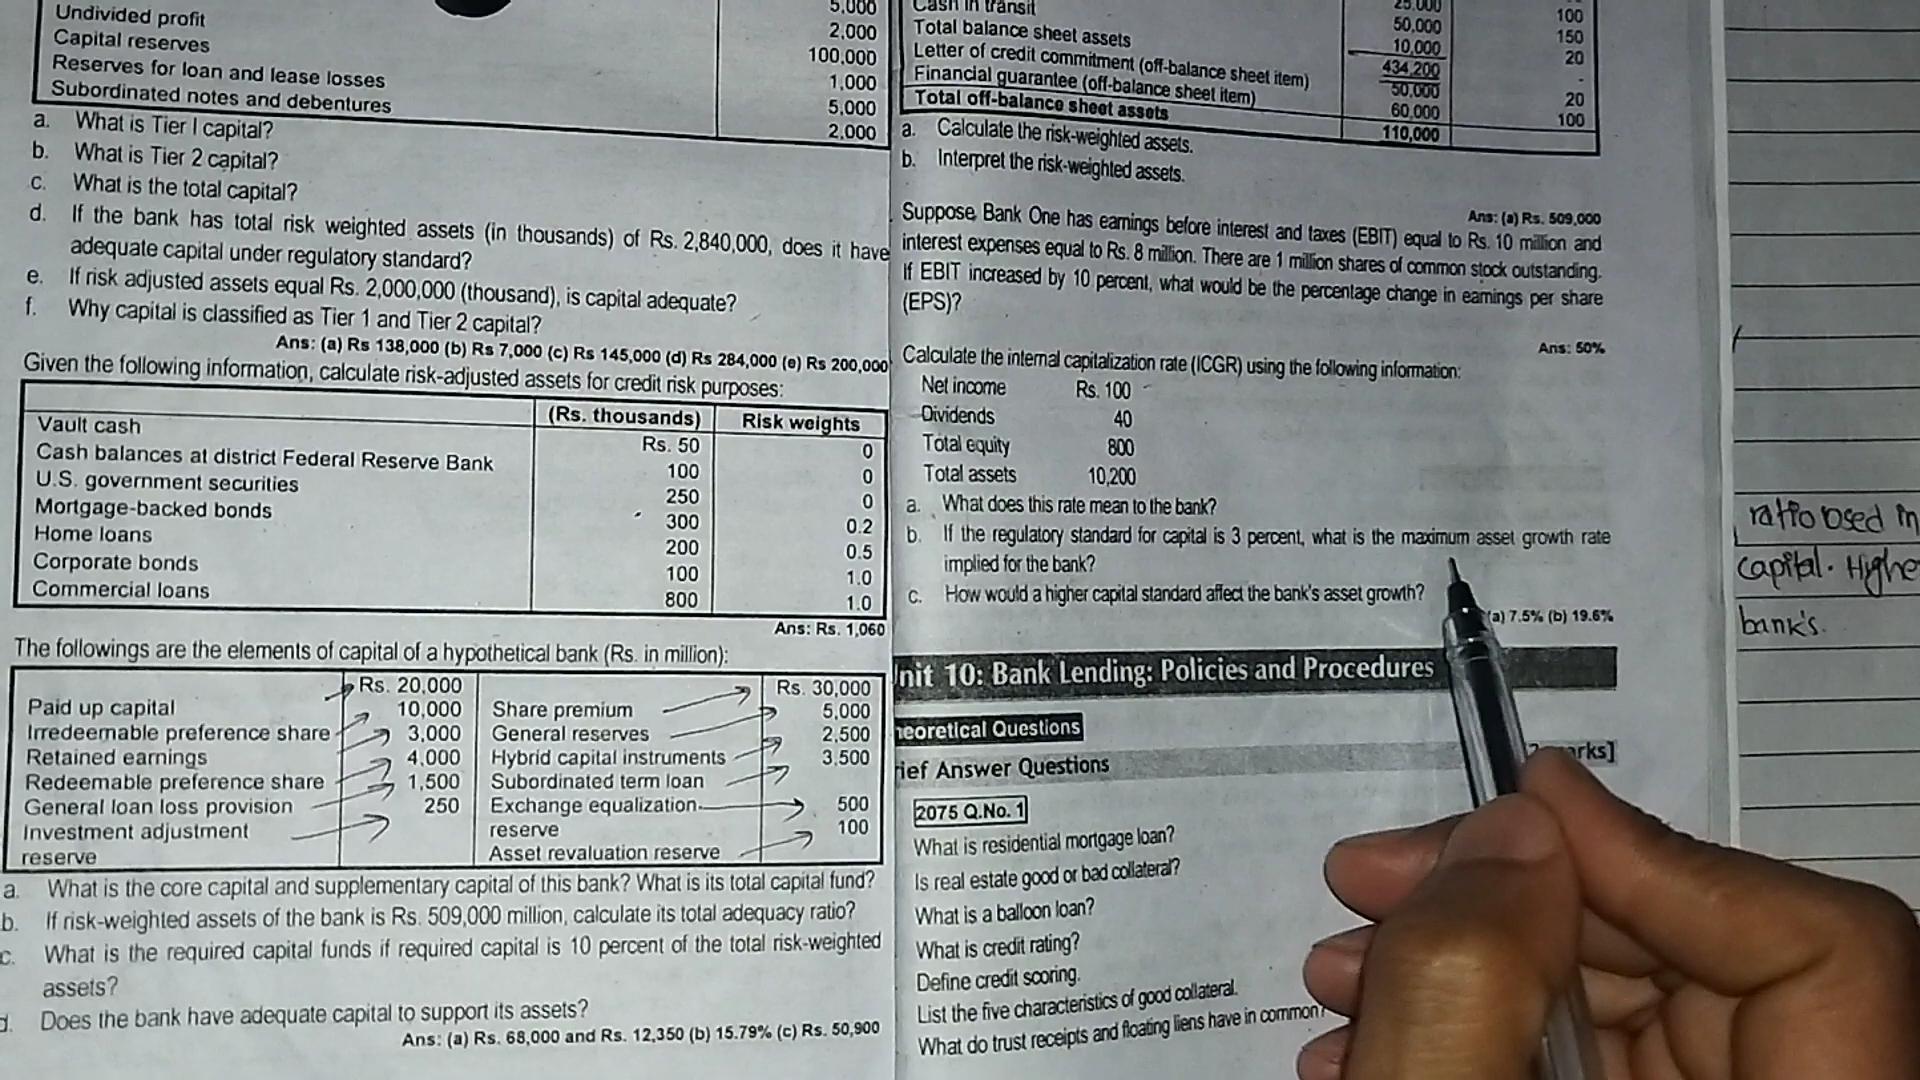 Undivided profit
Capital reserves
Reserves for loan and lease losses
Subordinated notes and debentures
5,000
2,000
100,000
1,000
5,000
2,000
a. What is Tier I capital?
b. What is Tier 2 capital?
c. What is the total capital?
d. If the bank has total risk weighted assets (in thousands) of Rs. 2,840,000, does it have
adequate capital under regulatory standard?
e. If risk adjusted assets equal Rs. 2,000,000 (thousand), is capital adequate?
f. Why capital is classified as Tier 1 and Tier 2 capital?
Ans: (a) Rs 138,000 (b) Rs 7,000 (c) Rs 145,000 (d) Rs 284,000 (e) Rs 200,000
Given the following information, calculate risk-adjusted assets for credit risk purposes:
(Rs. thousands) Risk weights
Vault cash Rs. 50 0
Cash balances at district Federal Reserve Bank 100 0
U.S. government securities 250 0
Mortgage-backed bonds 300 0.2
Home loans 200 0.5
Corporate bonds 100 1.0
Commercial loans 800 1.0
Ans: Rs. 1,060
The followings are the elements of capital of a hypothetical bank (Rs. in million):
Paid up capital Rs. 20,000 Share premium Rs. 30,000
Irredeemable preference share 10,000 General reserves 5,000
Retained earnings 3,000 Hybrid capital instruments 2,500
Redeemable preference share 4,000 Subordinated term loan 3,500
General loan loss provision 1,500 Exchange equalization
reserve 500
Investment adjustment
reserve 250 Asset revaluation reserve 100
a. What is the core capital and supplementary capital of this bank? What is its total capital fund?
b. If risk-weighted assets of the bank is Rs. 509,000 million, calculate its total adequacy ratio?
c. What is the required capital funds if required capital is 10 percent of the total risk-weighted
assets?
d. Does the bank have adequate capital to support its assets?
Ans: (a) Rs. 68,000 and Rs. 12,350 (b) 15.79% (c) Rs. 50,900
Cash in transit
Total balance sheet assets
Letter of credit commitment (off-balance sheet item)
Financial guarantee (off-balance sheet item)
Total off-balance sheet assets
25,000
50,000
10,000
434,200
50,000
60,000
110,000
100
150
20
-
20
100
a. Calculate the risk-weighted assets.
b. Interpret the risk-weighted assets.
Ans: (a) Rs. 509,000
Suppose Bank One has earnings before interest and taxes (EBIT) equal to Rs. 10 million and
interest expenses equal to Rs. 8 million. There are 1 million shares of common stock outstanding.
If EBIT increased by 10 percent, what would be the percentage change in earnings per share
(EPS)?
Ans: 50%
Calculate the internal capitalization rate (ICGR) using the following information:
Net income Rs. 100
Dividends 40
Total equity 800
Total assets 10,200
a. What does this rate mean to the bank?
b. If the regulatory standard for capital is 3 percent, what is the maximum asset growth rate
implied for the bank?
c. How would a higher capital standard affect the bank's asset growth?
(a) 7.5% (b) 19.6%
nit 10: Bank Lending: Policies and Procedures
heoretical Questions
rief Answer Questions
arks]
2075 Q.No. 1
What is residential mortgage loan?
Is real estate good or bad collateral?
What is a balloon loan?
What is credit rating?
Define credit scoring.
List the five characteristics of good collateral.
What do trust receipts and floating liens have in common?
ratio used in
capital. Highe
bank's.